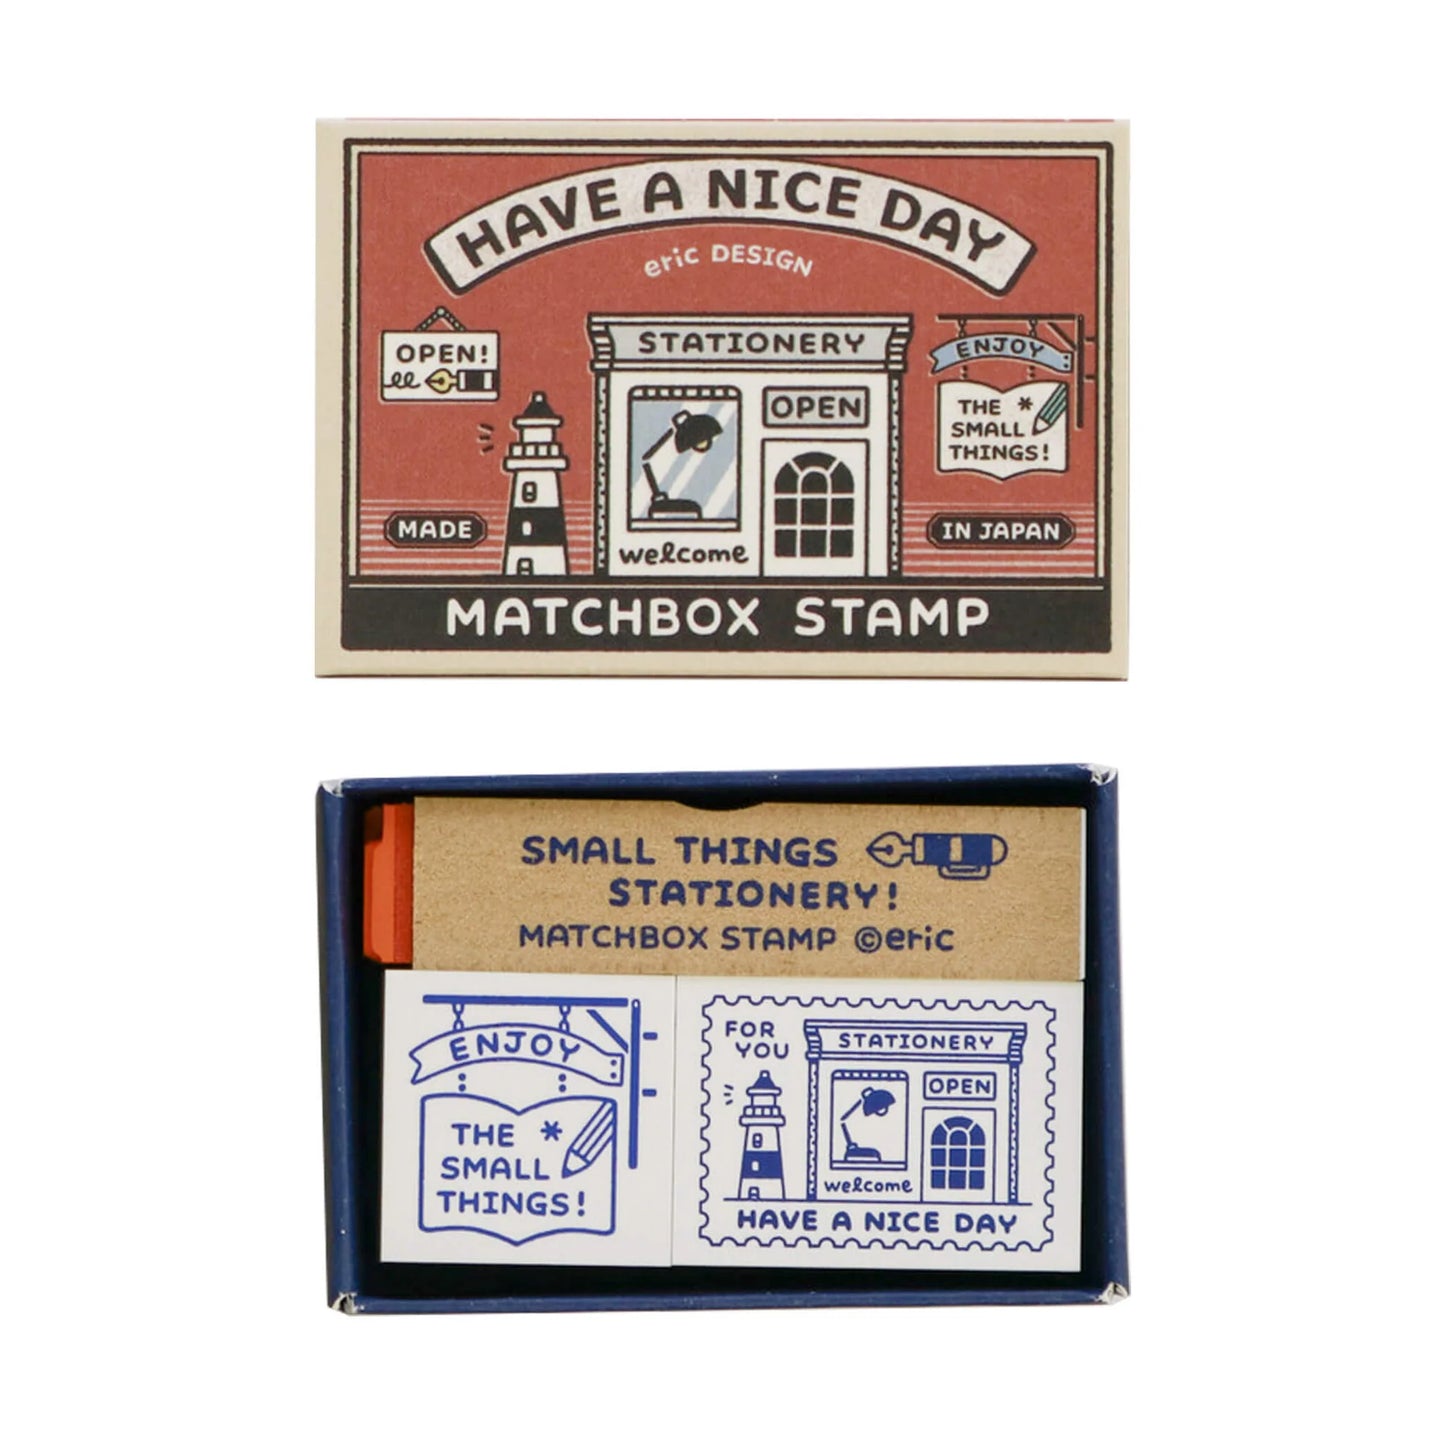 HAVE A NICE DAY
eric DESIGN
OPEN!
STATIONERY
OPEN
welcome
ENJOY
THE
SMALL
THINGS!
MADE
IN JAPAN
MATCHBOX STAMP
SMALL THINGS
STATIONERY!
MATCHBOX STAMP ©eric
ENJOY
THE
SMALL
THINGS!
FOR
YOU
STATIONERY
OPEN
welcome
HAVE A NICE DAY